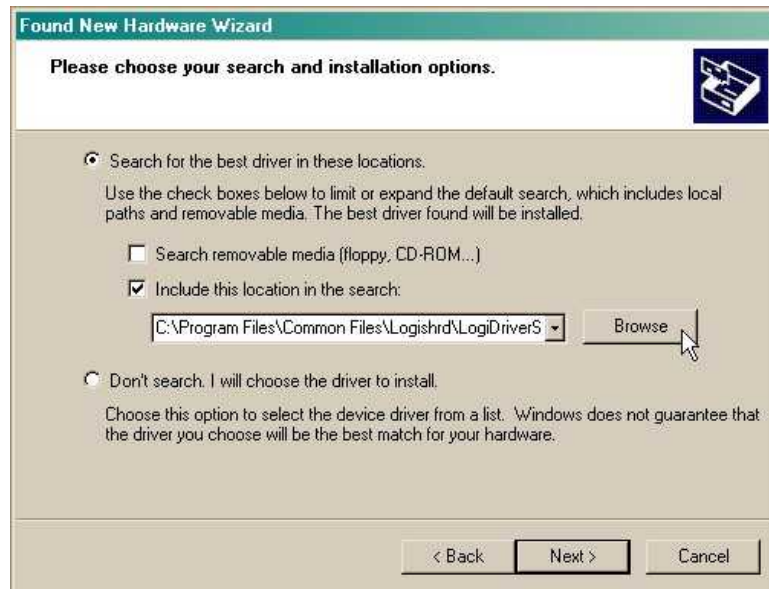 Found New Hardware Wizard
Please choose your search and installation options.
Search for the best driver in these locations.
Use the check boxes below to limit or expand the default search, which includes local
paths and removable media. The best driver found will be installed.
Search removable media (floppy, CD-ROM...)
Include this location in the search:
C:\Program Files\Common Files\Logishrd\LogiDriverS
Browse
Don't search. I will choose the driver to install.
Choose this option to select the device driver from a list. Windows does not guarantee that
the driver you choose will be the best match for your hardware.
< Back Next > Cancel